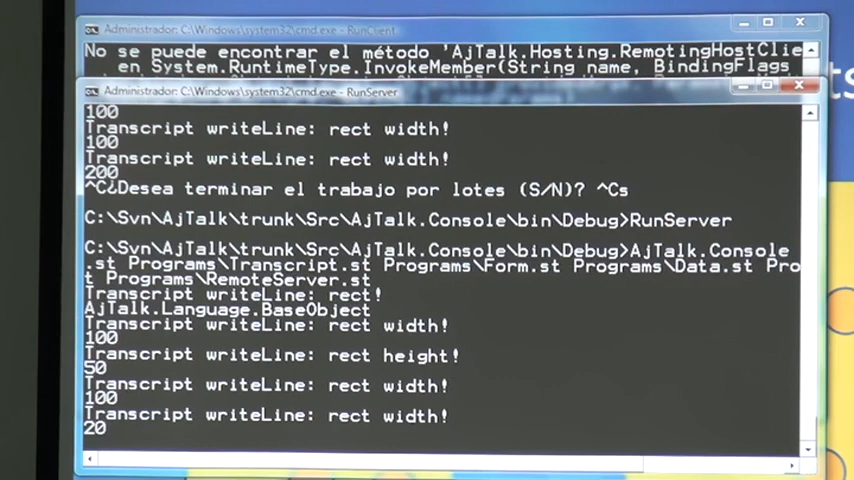 Administrador: C:\Windows\system32\cmd.exe - RunClient
No se puede encontrar el método 'AjTalk.Hosting.RemotingHostClie
en System.RuntimeType.InvokeMember(String name, BindingFlags
Administrador: C:\Windows\system32\cmd.exe - RunServer
100
Transcript writeLine: rect width!
100
Transcript writeLine: rect width!
200
^C¿Desea terminar el trabajo por lotes (S/N)? ^Cs
C:\Svn\AjTalk\trunk\Src\AjTalk.Console\bin\Debug>RunServer
C:\Svn\AjTalk\trunk\Src\AjTalk.Console\bin\Debug>AjTalk.Console
.st Programs\Transcript.st Programs\Form.st Programs\Data.st Pro
t Programs\RemoteServer.st
Transcript writeLine: rect!
AjTalk.Language.BaseObject
Transcript writeLine: rect width!
100
Transcript writeLine: rect height!
50
Transcript writeLine: rect width!
100
Transcript writeLine: rect width!
20